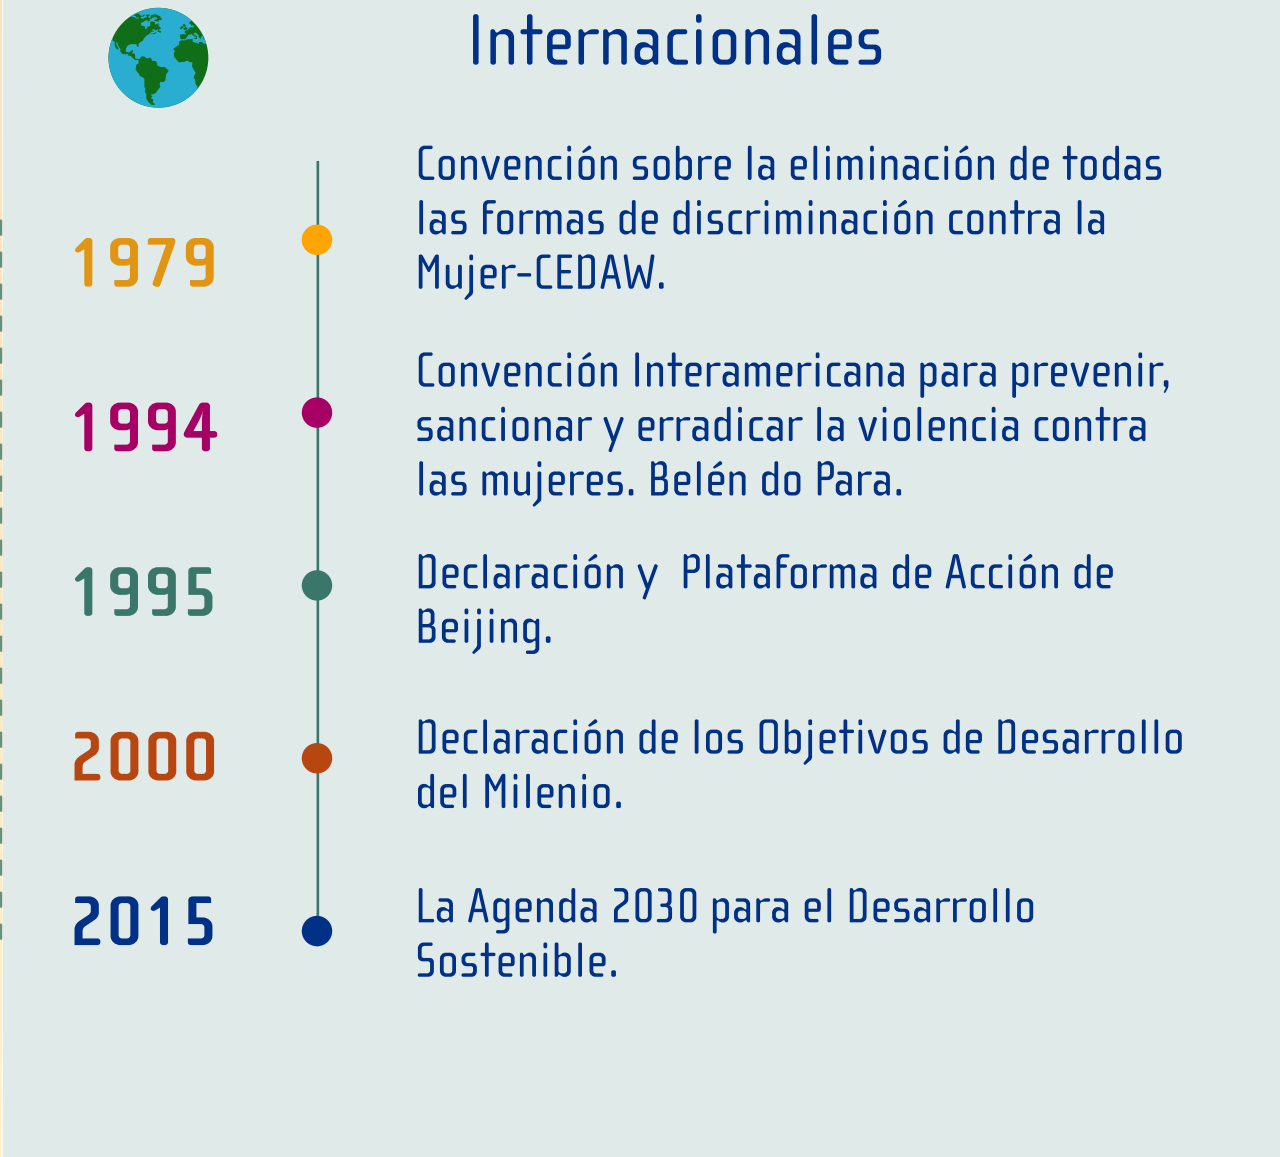 Internacionales
1979
Convención sobre la eliminación de todas
las formas de discriminación contra la
Mujer-CEDAW.
1994
Convención Interamericana para prevenir,
sancionar y erradicar la violencia contra
las mujeres. Belén do Para.
1995
Declaración y  Plataforma de Acción de
Beijing.
2000
Declaración de los Objetivos de Desarrollo
del Milenio.
2015
La Agenda 2030 para el Desarrollo
Sostenible.